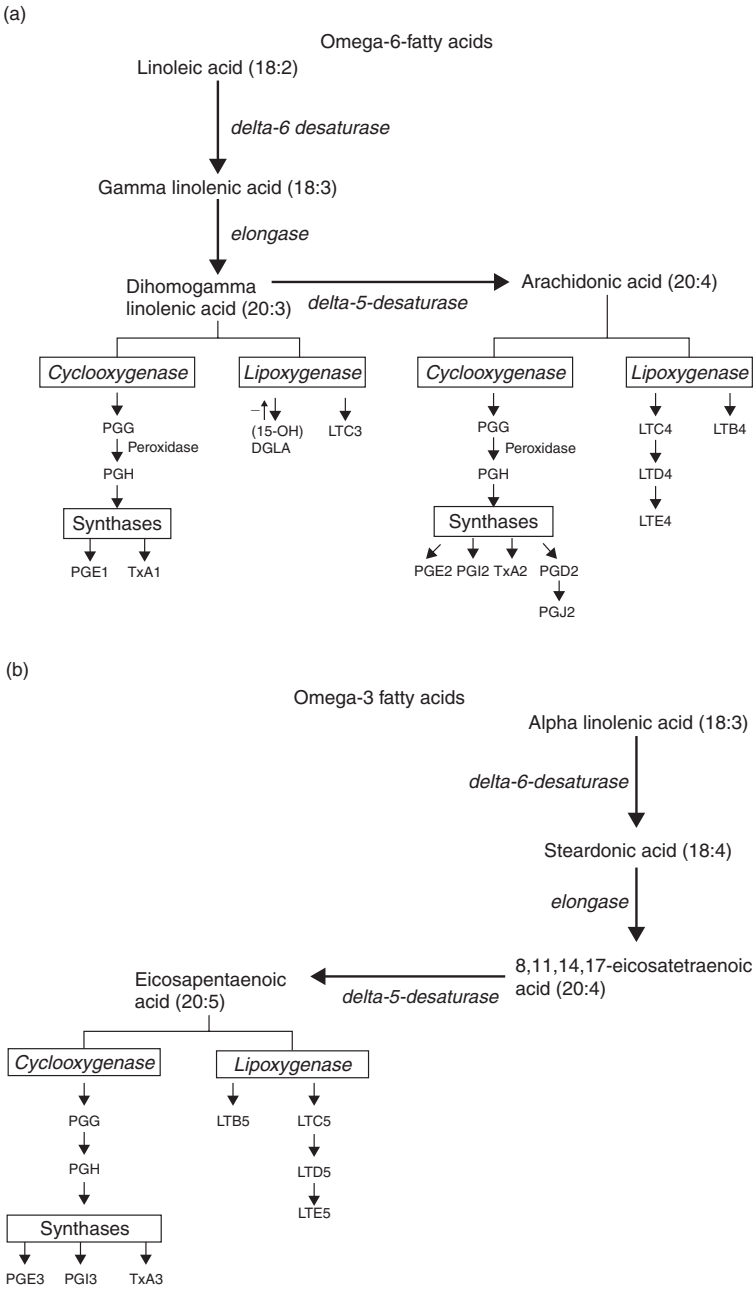 (a)
Omega-6-fatty acids
Linoleic acid (18:2)
delta-6 desaturase
Gamma linolenic acid (18:3)
elongase
Dihomogamma
linolenic acid (20:3)
delta-5-desaturase
Arachidonic acid (20:4)
Cyclooxygenase
PGG
Peroxidase
PGH
Synthases
PGE1 TxA1
Lipoxygenase
–
(15-OH)
DGLA
LTC3
Cyclooxygenase
PGG
Peroxidase
PGH
Synthases
PGE2 PGI2 TxA2 PGD2
PGJ2
Lipoxygenase
LTC4 LTB4
LTD4
LTE4
(b)
Omega-3 fatty acids
Alpha linolenic acid (18:3)
delta-6-desaturase
Steardonic acid (18:4)
elongase
8,11,14,17-eicosatetraenoic
acid (20:4)
delta-5-desaturase
Eicosapentaenoic
acid (20:5)
Cyclooxygenase
PGG
PGH
Synthases
PGE3 PGI3 TxA3
Lipoxygenase
LTB5 LTC5
LTD5
LTE5